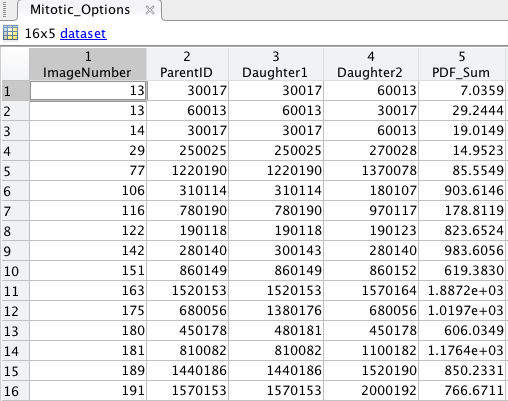 Mitotic_Options
16x5 dataset
1 2 3 4 5
ImageNumber ParentID Daughter1 Daughter2 PDF_Sum
1 13 30017 30017 60013 7.0359
2 13 60013 60013 30017 29.2444
3 14 30017 30017 60013 19.0149
4 29 250025 250025 270028 14.9523
5 77 1220190 1220190 1370078 85.5549
6 106 310114 310114 180107 903.6146
7 116 780190 780190 970117 178.8119
8 122 190118 190118 190123 823.6524
9 142 280140 300143 280140 983.6056
10 151 860149 860149 860152 619.3830
11 163 1520153 1520153 1570164 1.8872e+03
12 175 680056 1380176 680056 1.0197e+03
13 180 450178 480181 450178 606.0349
14 181 810082 810082 1100182 1.1764e+03
15 189 1440186 1440186 1520190 850.2331
16 191 1570153 1570153 2000192 766.6711